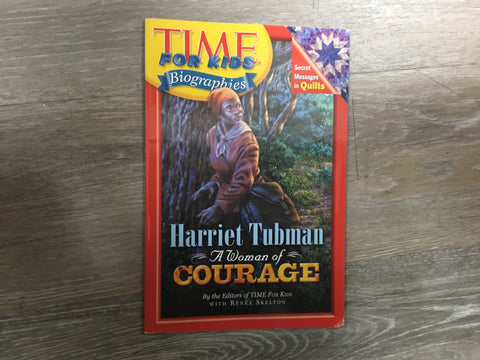 TIME
FOR KIDS
Biographies
Secret
Messages
in Quilts
Harriet Tubman
A Woman of
COURAGE
By the Editors of TIME FOR KIDS
WITH RENÉE SKELTON